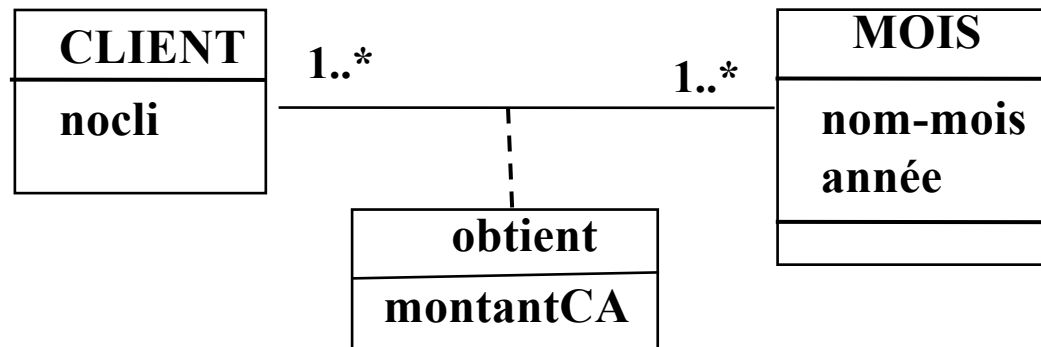 CLIENT
nocli
1..*
1..*
MOIS
nom-mois
année
obtient
montantCA